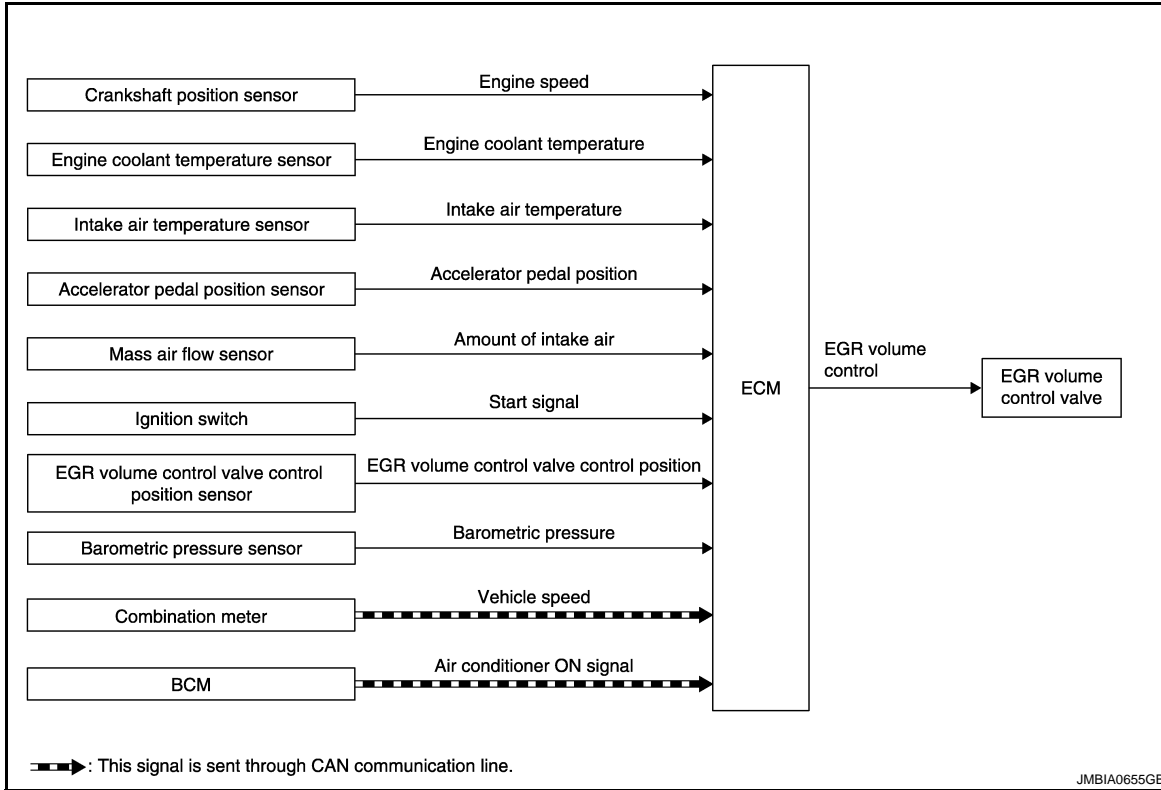 Crankshaft position sensor
Engine speed
Engine coolant temperature sensor
Engine coolant temperature
Intake air temperature sensor
Intake air temperature
Accelerator pedal position sensor
Accelerator pedal position
Mass air flow sensor
Amount of intake air
Ignition switch
Start signal
EGR volume control valve control
position sensor
EGR volume control valve control position
Barometric pressure sensor
Barometric pressure
Combination meter
Vehicle speed
BCM
Air conditioner ON signal
ECM
EGR volume
control
EGR volume
control valve
: This signal is sent through CAN communication line.
JMBIA0655GB